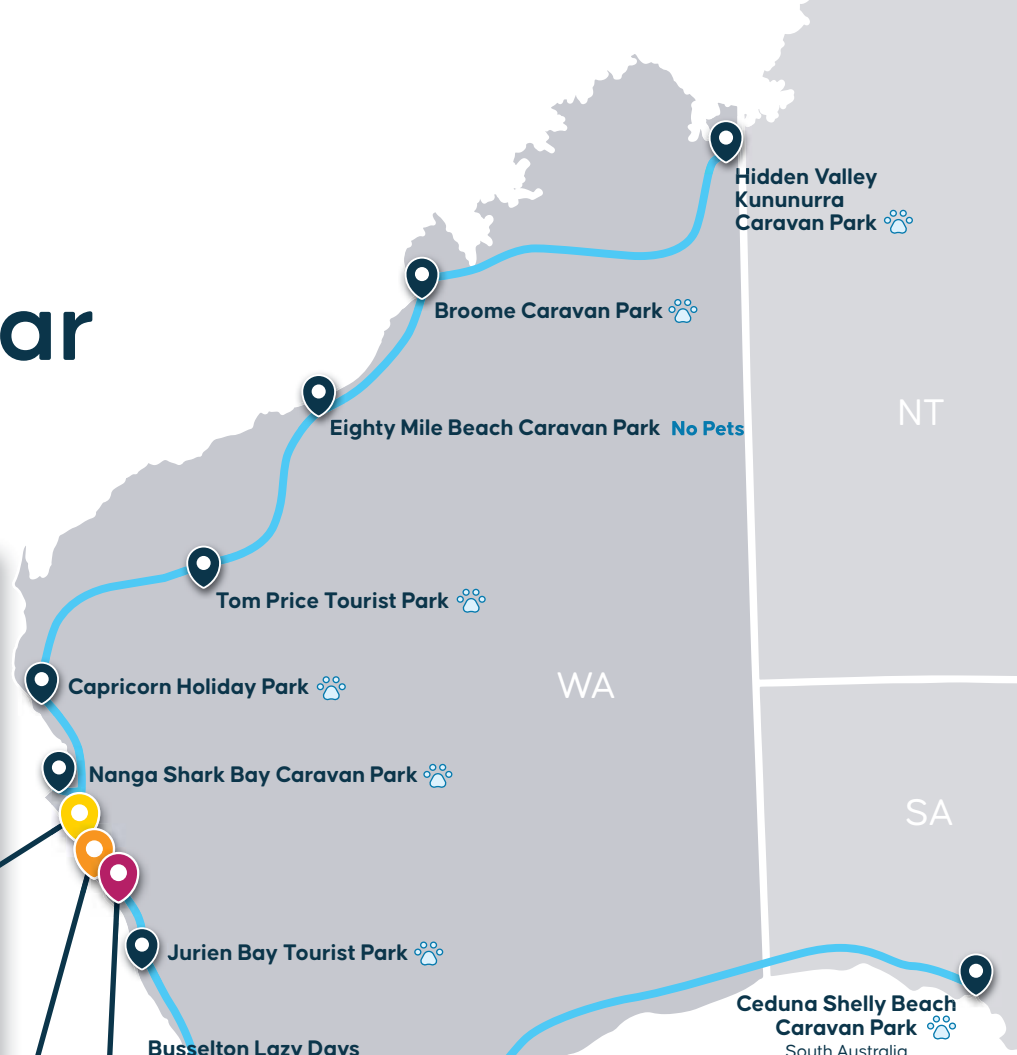 Hidden Valley
Kununurra
Caravan Park
Broome Caravan Park
ar
Eighty Mile Beach Caravan Park No Pets
NT
Tom Price Tourist Park
Capricorn Holiday Park
WA
Nanga Shark Bay Caravan Park
SA
Jurien Bay Tourist Park
Ceduna Shelly Beach
Caravan Park
South Australia
Busselton Lazy Days